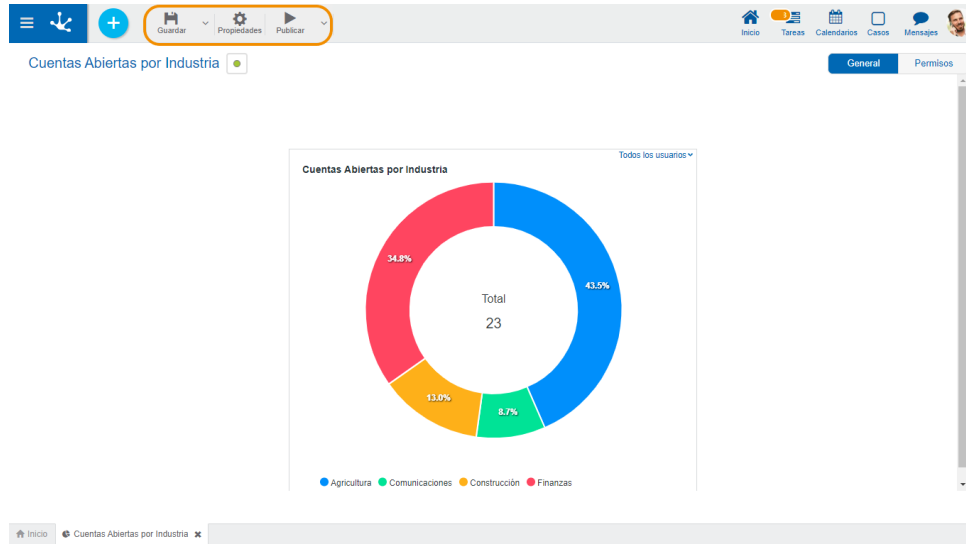 Guardar
Propiedades
Publicar
Inicio
Tareas
Calendarios
Casos
Mensajes
Cuentas Abiertas por Industria
General
Permisos
Todos los usuarios
Cuentas Abiertas por Industria
34.8%
43.5%
Total
23
13.0%
8.7%
Agricultura Comunicaciones Construcción Finanzas
Inicio
Cuentas Abiertas por Industria